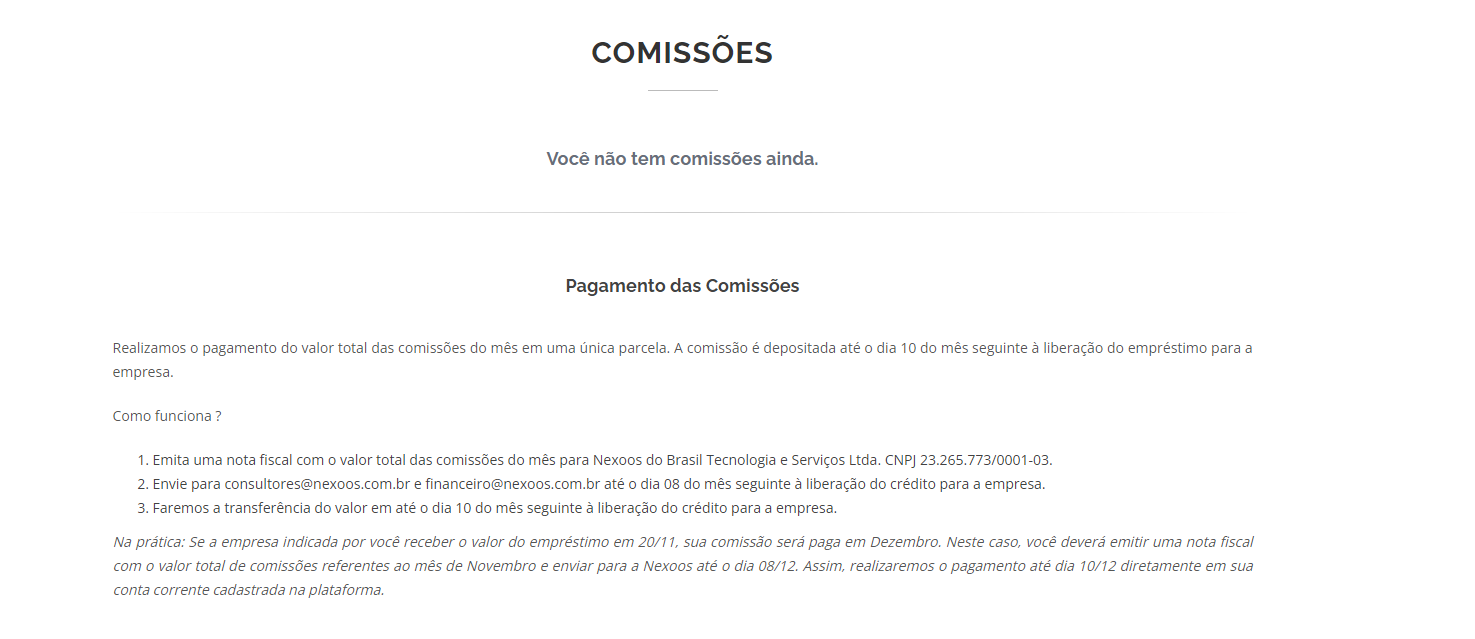 COMISSÕES
Você não tem comissões ainda.
Pagamento das Comissões
Realizamos o pagamento do valor total das comissões do mês em uma única parcela. A comissão é depositada até o dia 10 do mês seguinte à liberação do empréstimo para a
empresa.
Como funciona ?
1. Emita uma nota fiscal com o valor total das comissões do mês para Nexoos do Brasil Tecnologia e Serviços Ltda. CNPJ 23.265.773/0001-03.
2. Envie para consultores@nexoos.com.br e financeiro@nexoos.com.br até o dia 08 do mês seguinte à liberação do crédito para a empresa.
3. Faremos a transferência do valor em até o dia 10 do mês seguinte à liberação do crédito para a empresa.
Na prática: Se a empresa indicada por você receber o valor do empréstimo em 20/11, sua comissão será paga em Dezembro. Neste caso, você deverá emitir uma nota fiscal
com o valor total de comissões referentes ao mês de Novembro e enviar para a Nexoos até o dia 08/12. Assim, realizaremos o pagamento até dia 10/12 diretamente em sua
conta corrente cadastrada na plataforma.